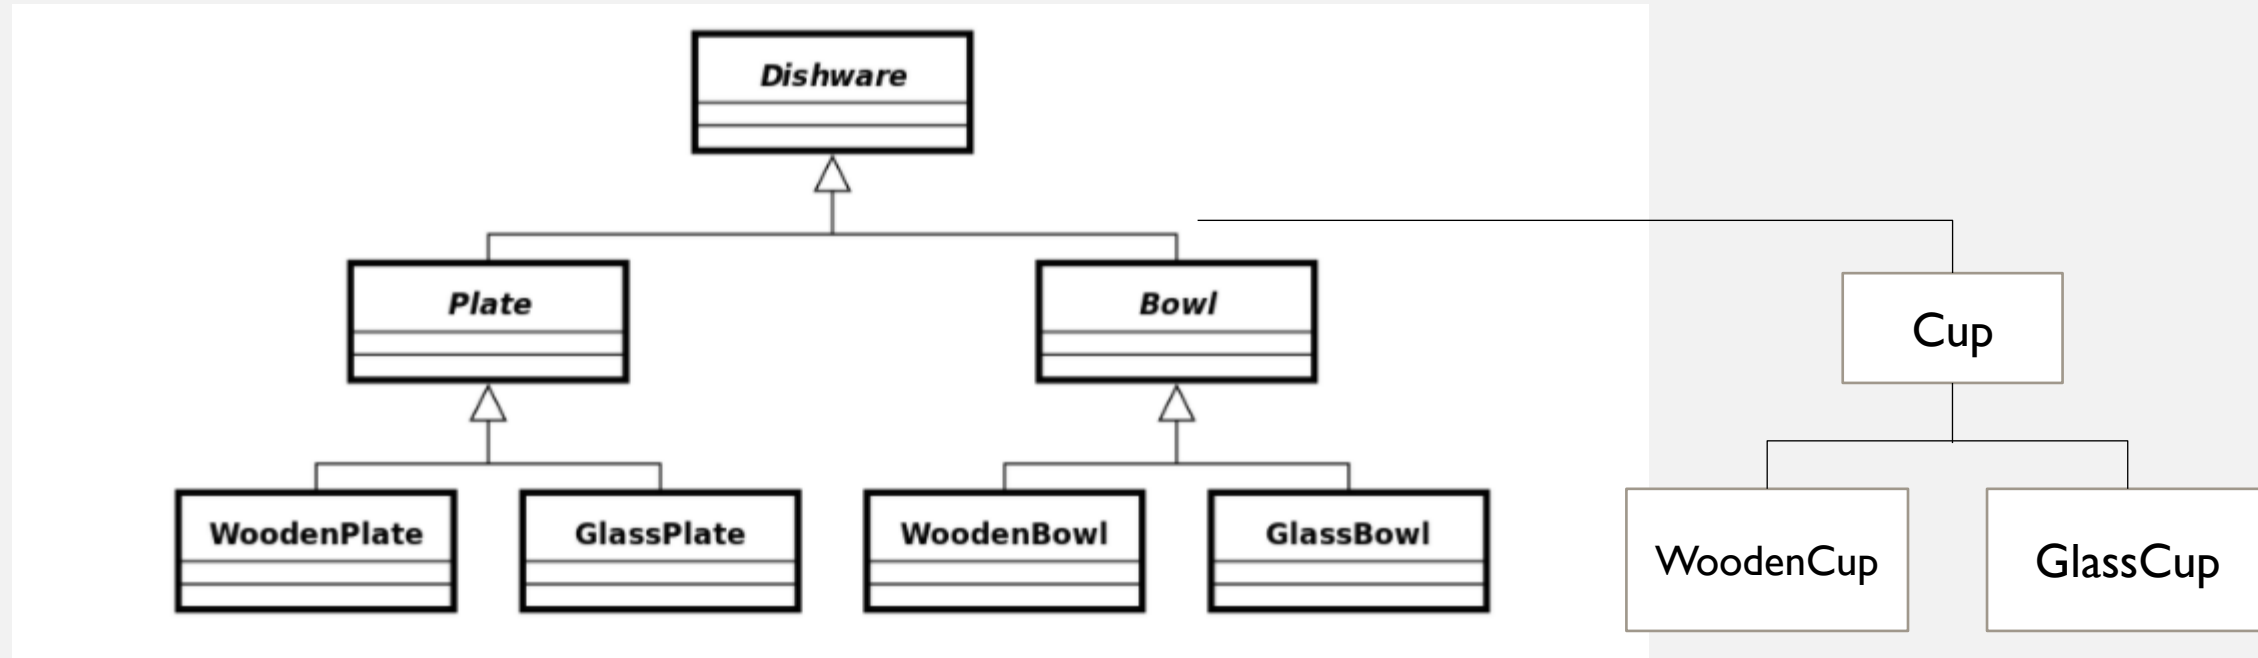 Dishware
Plate
Bowl
Cup
WoodenPlate
GlassPlate
WoodenBowl
GlassBowl
WoodenCup
GlassCup